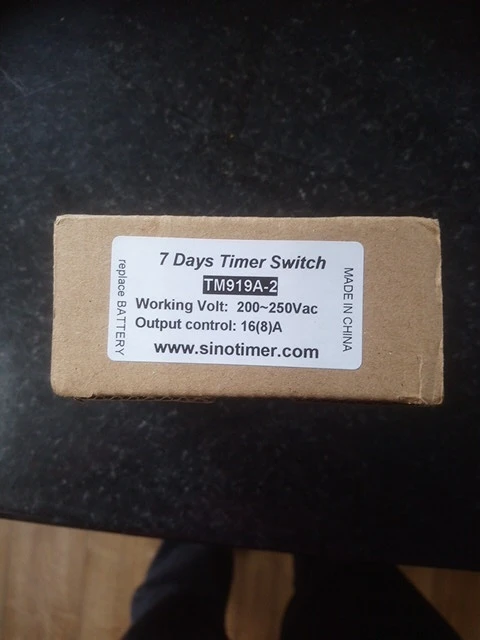 7 Days Timer Switch
TM919A-2
Working Volt: 200~250Vac
Output control: 16(8)A
www.sinotimer.com
replace BATTERY
MADE IN CHINA